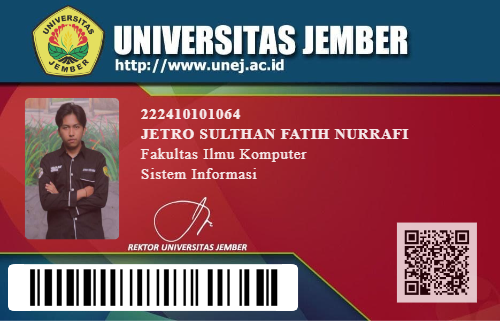 UNIVERSITAS JEMBER
http://www.unej.ac.id
UNIVERSITAS
JEMBER
222410101064
JETRO SULTHAN FATIH NURRAFI
Fakultas Ilmu Komputer
Sistem Informasi
REKTOR UNIVERSITAS JEMBER